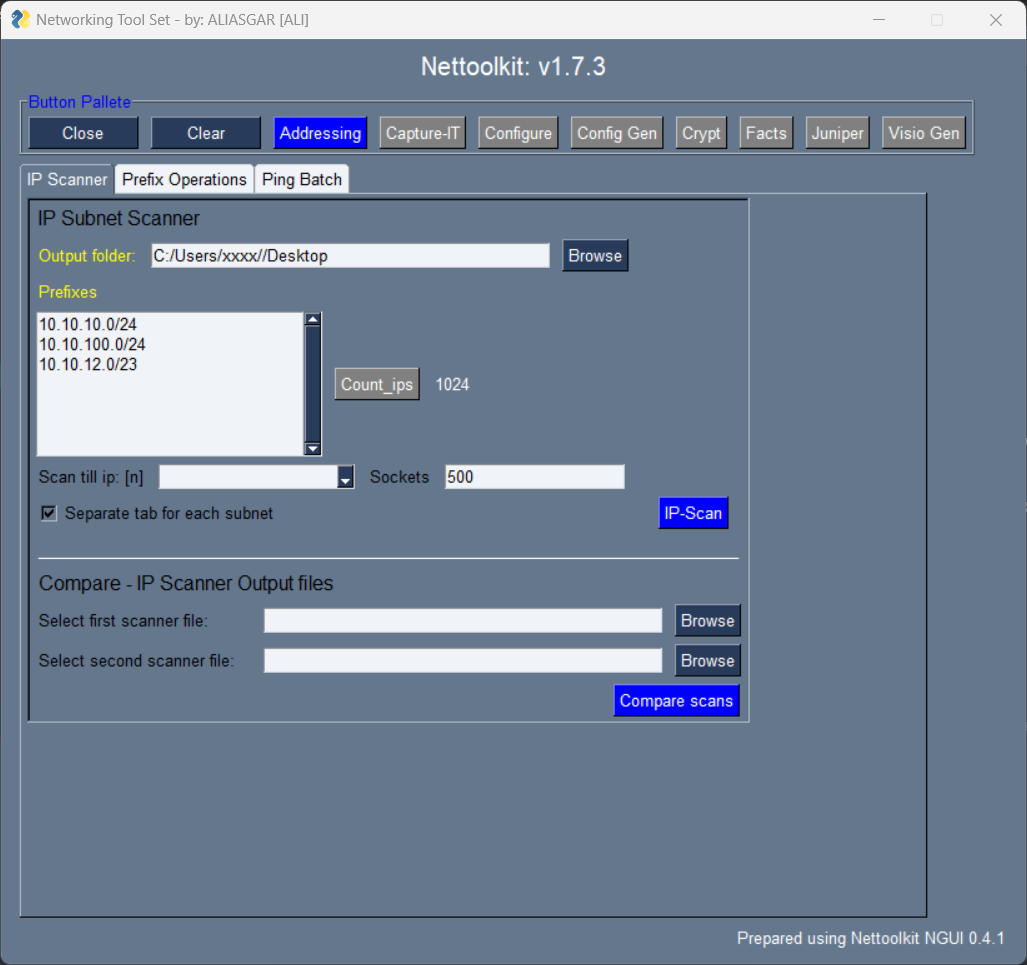 Networking Tool Set - by: ALIASGAR [ALI]
Nettoolkit: v1.7.3
Button Pallete
Close Clear Addressing Capture-IT Configure Config Gen Crypt Facts Juniper Visio Gen
IP Scanner Prefix Operations Ping Batch
IP Subnet Scanner
Output folder: C:/Users/xxxx//Desktop Browse
Prefixes
10.10.10.0/24
10.10.100.0/24
10.10.12.0/23
Count_ips 1024
Scan till ip: [n] Sockets 500
Separate tab for each subnet IP-Scan
Compare - IP Scanner Output files
Select first scanner file: Browse
Select second scanner file: Browse
Compare scans
Prepared using Nettoolkit NGUI 0.4.1